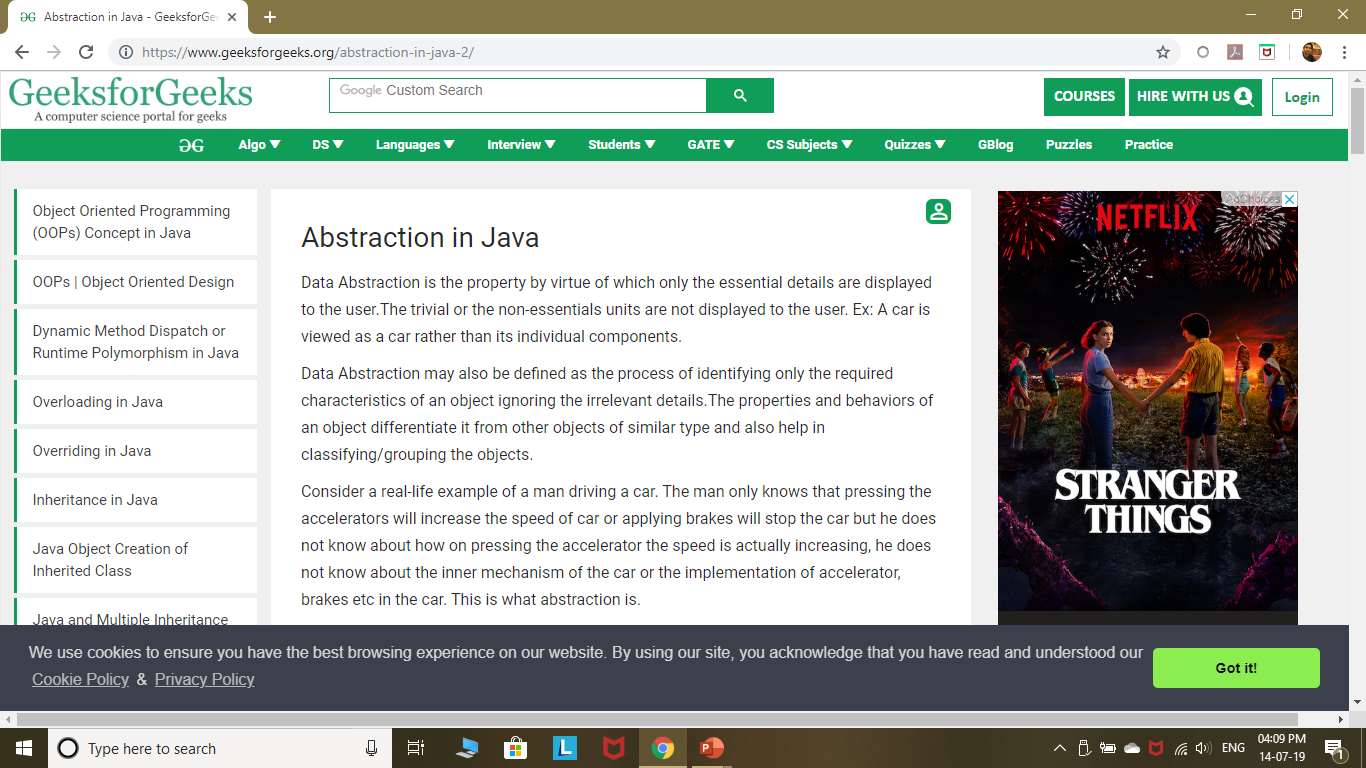 Abstraction in Java - GeeksforGe
https://www.geeksforgeeks.org/abstraction-in-java-2/
GeeksforGeeks
A computer science portal for geeks
Google Custom Search
COURSES
HIRE WITH US
Login
Algo ▼ DS ▼ Languages ▼ Interview ▼ Students ▼ GATE ▼ CS Subjects ▼ Quizzes ▼ GBlog Puzzles Practice
Object Oriented Programming
(OOPs) Concept in Java
OOPs | Object Oriented Design
Dynamic Method Dispatch or
Runtime Polymorphism in Java
Overloading in Java
Overriding in Java
Inheritance in Java
Java Object Creation of
Inherited Class
Java and Multiple Inheritance
Abstraction in Java
Data Abstraction is the property by virtue of which only the essential details are displayed
to the user.The trivial or the non-essentials units are not displayed to the user. Ex: A car is
viewed as a car rather than its individual components.
Data Abstraction may also be defined as the process of identifying only the required
characteristics of an object ignoring the irrelevant details.The properties and behaviors of
an object differentiate it from other objects of similar type and also help in
classifying/grouping the objects.
Consider a real-life example of a man driving a car. The man only knows that pressing the
accelerators will increase the speed of car or applying brakes will stop the car but he does
not know about how on pressing the accelerator the speed is actually increasing, he does
not know about the inner mechanism of the car or the implementation of accelerator,
brakes etc in the car. This is what abstraction is.
AdChoices
NETFLIX
STRANGER
THINGS
We use cookies to ensure you have the best browsing experience on our website. By using our site, you acknowledge that you have read and understood our
Cookie Policy & Privacy Policy
Got it!
Type here to search
L
P
ENG
04:09 PM
14-07-19
1